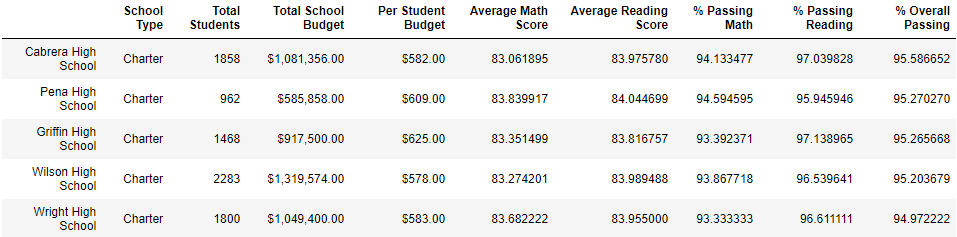 School Type Total Students Total School Budget Per Student Budget Average Math Score Average Reading Score % Passing Math % Passing Reading % Overall Passing
Cabrera High School Charter 1858 $1,081,356.00 $582.00 83.061895 83.975780 94.133477 97.039828 95.586652
Pena High School Charter 962 $585,858.00 $609.00 83.839917 84.044699 94.594595 95.945946 95.270270
Griffin High School Charter 1468 $917,500.00 $625.00 83.351499 83.816757 93.392371 97.138965 95.265668
Wilson High School Charter 2283 $1,319,574.00 $578.00 83.274201 83.989488 93.867718 96.539641 95.203679
Wright High School Charter 1800 $1,049,400.00 $583.00 83.682222 83.955000 93.333333 96.611111 94.972222